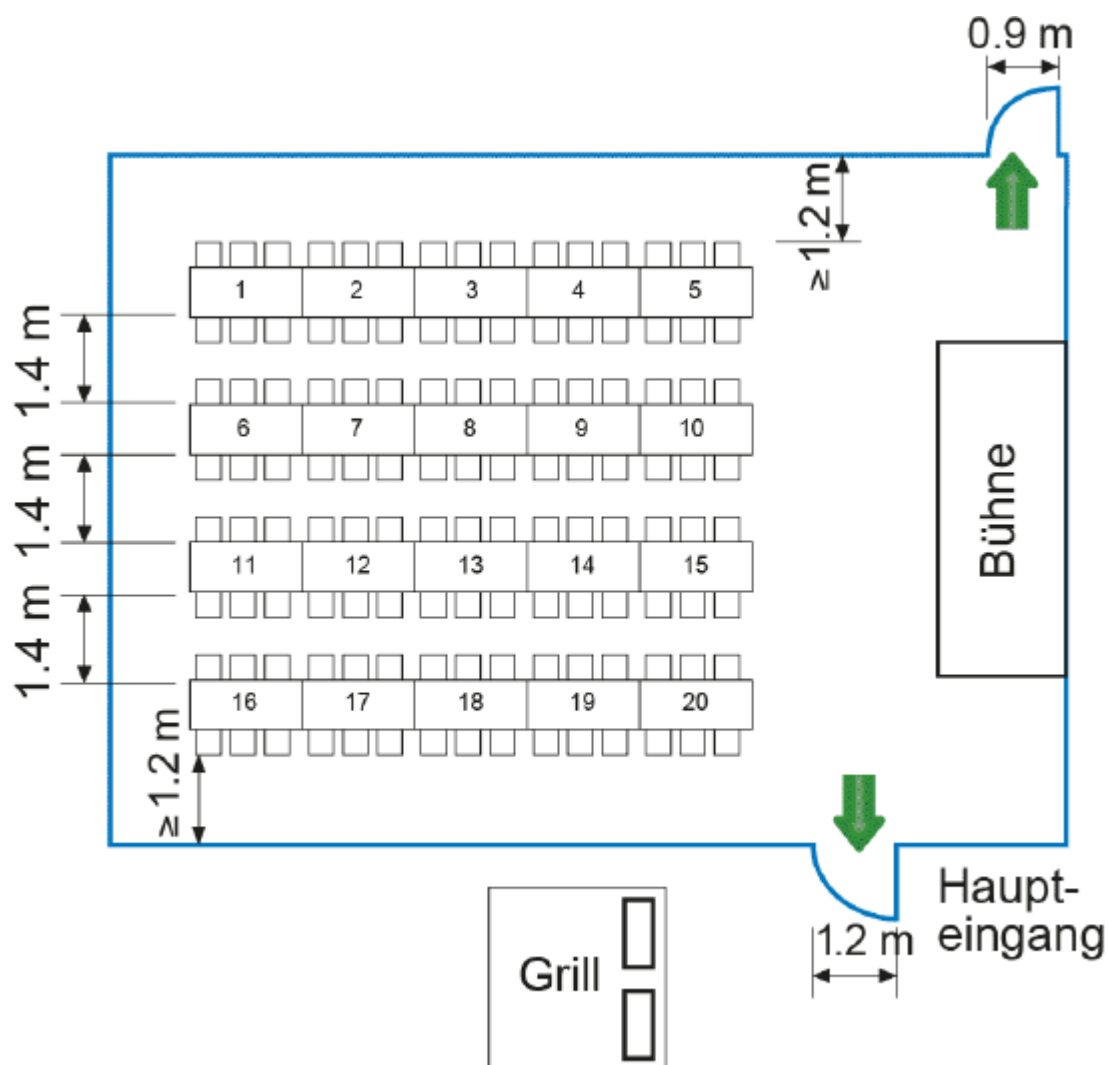 0.9 m
≥1.2 m
1 2 3 4 5
1.4 m
6 7 8 9 10
1.4 m
Bühne
11 12 13 14 15
1.4 m
16 17 18 19 20
≥1.2 m
Haupt-
eingang
1.2 m
Grill